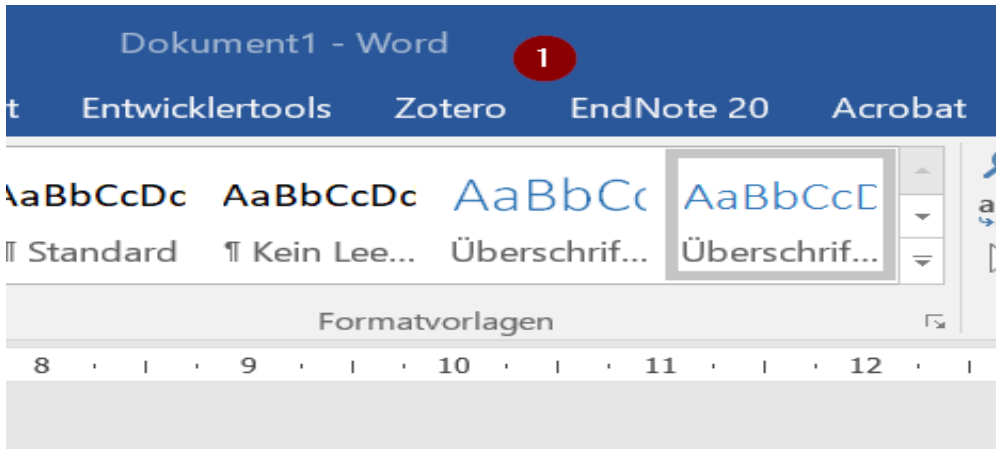 Dokument1 - Word
1
t Entwicklertools Zotero EndNote 20 Acrobat
AaBbCcDc AaBbCcDc AaBbCc AaBbCcD
¶ Standard ¶ Kein Lee... Überschrif... Überschrif...
Formatvorlagen
8 9 10 11 12